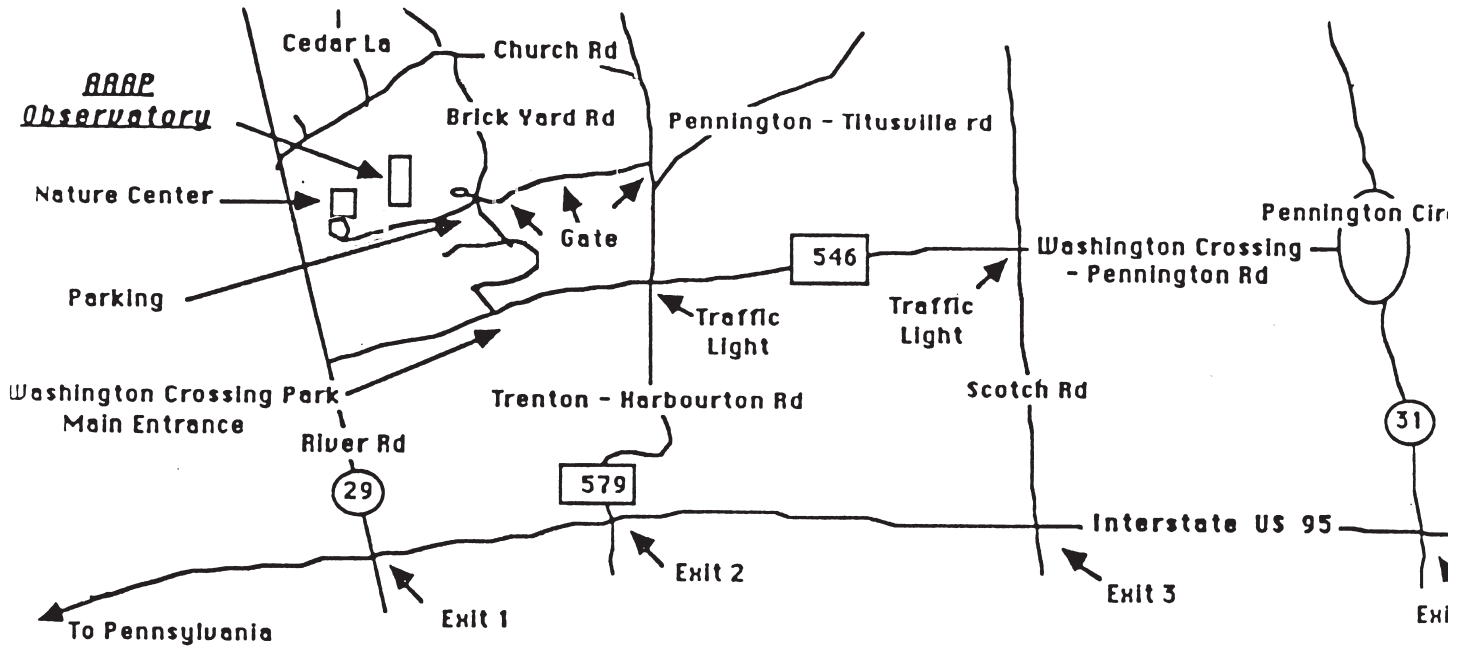 Cedar La
Church Rd
AAAP
Observatory
Brick Yard Rd
Pennington - Titusville rd
Nature Center
Gate
Pennington Cir
546
Washington Crossing
- Pennington Rd
Parking
Traffic
Light
Traffic
Light
Washington Crossing Park
Main Entrance
Trenton - Harbourton Rd
Scotch Rd
River Rd
31
29
579
Interstate US 95
Exit 2
Exit 3
Exit 1
Exi
To Pennsylvania